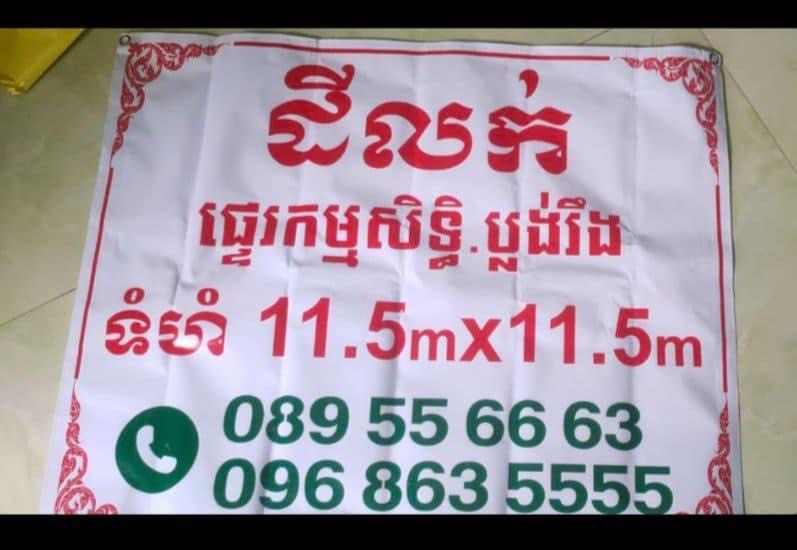 ដីលក់
ផ្ទេរកម្មសិទ្ធិ.ប្លង់រឹង
ទំហំ 11.5mx11.5m
089 55 66 63
096 863 5555